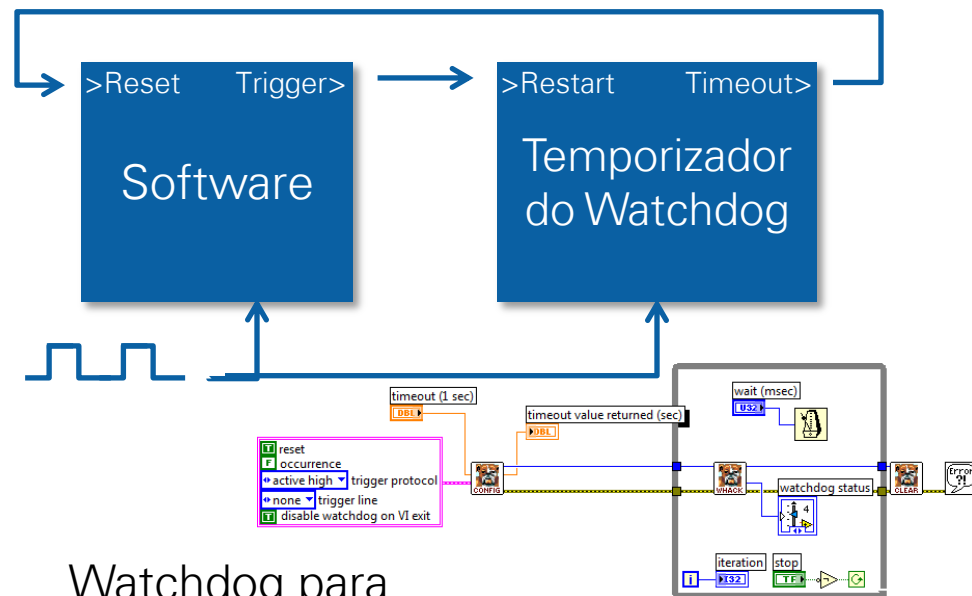 >Reset Trigger>
Software
>Restart Timeout>
Temporizador
do Watchdog
timeout (1 sec)
DBL
timeout value returned (sec)
DBL
T reset
F occurrence
active high trigger protocol
none trigger line
T disable watchdog on VI exit
CONFIG
wait (msec)
U32
WHACK
watchdog status
4
CLEAR
Error
?!
iteration
i
I32
stop
TF
Watchdog para